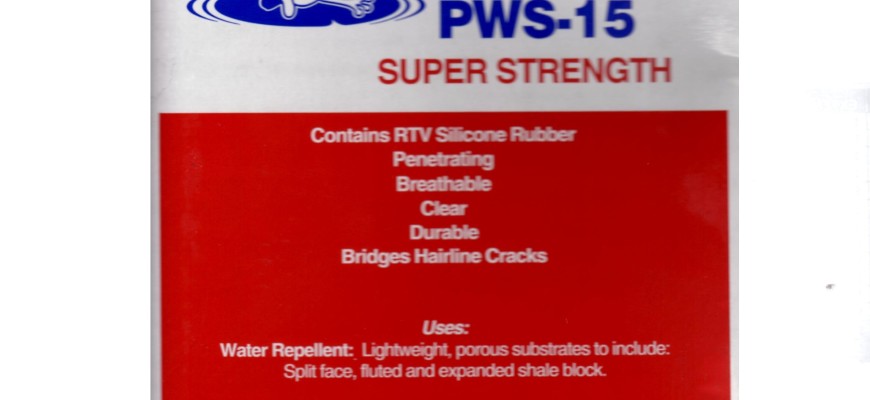 PWS-15
SUPER STRENGTH
Contains RTV Silicone Rubber
Penetrating
Breathable
Clear
Durable
Bridges Hairline Cracks
Uses:
Water Repellent: Lightweight, porous substrates to include:
Split face, fluted and expanded shale block.